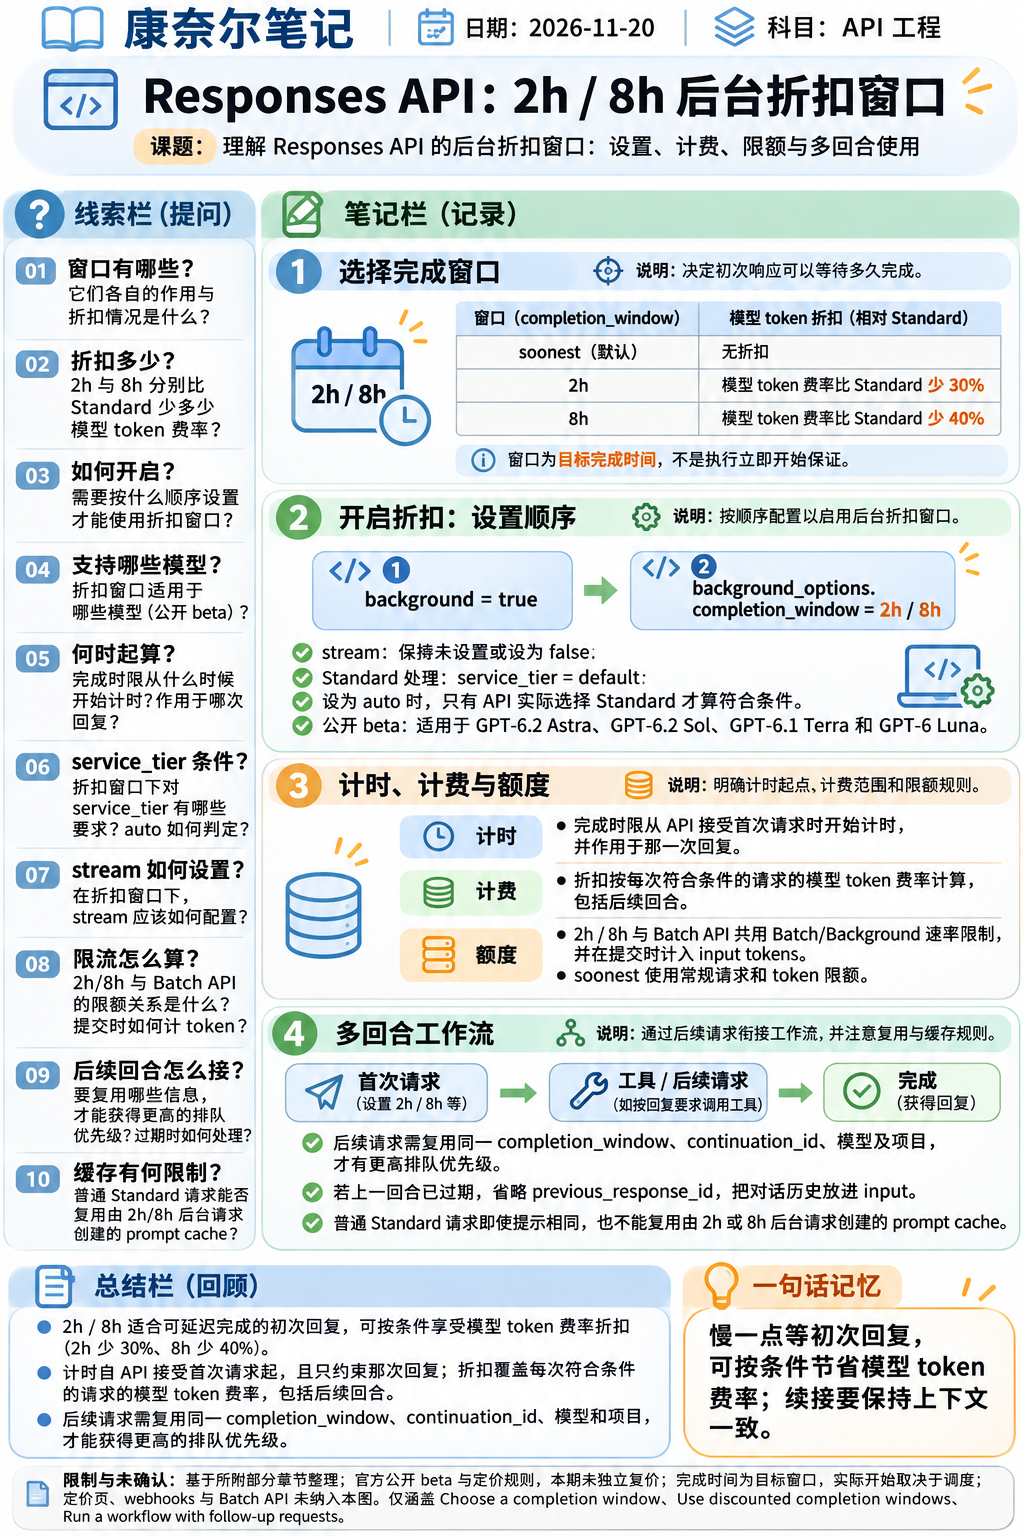 康奈尔笔记
日期：2026-11-20
科目：API 工程
Responses API：2h / 8h 后台折扣窗口
课题：理解 Responses API 的后台折扣窗口：设置、计费、限额与多回合使用
线索栏（提问）
01 窗口有哪些？
它们各自的作用与
折扣情况是什么？
02 折扣多少？
2h 与 8h 分别比
Standard 少多少
模型 token 费率？
03 如何开启？
需要按什么顺序设置
才能使用折扣窗口？
04 支持哪些模型？
折扣窗口适用于
哪些模型（公开 beta）？
05 何时起算？
完成时限从什么时候
开始计时？作用于哪次
回复？
06 service_tier 条件？
折扣窗口下对
service_tier 有哪些
要求？auto 如何判定？
07 stream 如何设置？
在折扣窗口下，
stream 应该如何配置？
08 限流怎么算？
2h/8h 与 Batch API
的限额关系是什么？
提交时如何计 token？
09 后续回合怎么接？
要复用哪些信息，
才能获得更高的排队
优先级？过期时如何处理？
10 缓存有何限制？
普通 Standard 请求能否
复用由 2h/8h 后台请求
创建的 prompt cache？
笔记栏（记录）
1 选择完成窗口
说明：决定初次响应可以等待多久完成。
2h / 8h
窗口（completion_window） 模型 token 折扣（相对 Standard）
soonest（默认） 无折扣
2h 模型 token 费率比 Standard 少 30%
8h 模型 token 费率比 Standard 少 40%
窗口为目标完成时间，不是执行立即开始保证。
2 开启折扣：设置顺序
说明：按顺序配置以启用后台折扣窗口。
</> 1
background = true
</> 2
background_options.
completion_window = 2h / 8h
stream：保持未设置或设为 false；
Standard 处理：service_tier = default；
设为 auto 时，只有 API 实际选择 Standard 才算符合条件。
公开 beta：适用于 GPT-6.2 Astra、GPT-6.2 Sol、GPT-6.1 Terra 和 GPT-6 Luna。
</>
3 计时、计费与额度
说明：明确计时起点、计费范围和限额规则。
计时
● 完成时限从 API 接受首次请求时开始计时，
并作用于那一次回复。
计费
● 折扣按每次符合条件的请求的模型 token 费率计算，
包括后续回合。
额度
● 2h / 8h 与 Batch API 共用 Batch/Background 速率限制，
并在提交时计入 input tokens。
● soonest 使用常规请求和 token 限额。
4 多回合工作流
说明：通过后续请求衔接工作流，并注意复用与缓存规则。
首次请求
（设置 2h / 8h 等）
工具 / 后续请求
（如按回复要求调用工具）
完成
（获得回复）
后续请求需复用同一 completion_window、continuation_id、模型及项目，
才有更高排队优先级。
若上一回合已过期，省略 previous_response_id，把对话历史放进 input。
普通 Standard 请求即使提示相同，也不能复用由 2h 或 8h 后台请求创建的 prompt cache。
总结栏（回顾）
● 2h / 8h 适合可延迟完成的初次回复，可按条件享受模型 token 费率折扣
（2h 少 30%、8h 少 40%）。
● 计时自 API 接受首次请求起，且只约束那次回复；折扣覆盖每次符合条件
的请求的模型 token 费率，包括后续回合。
● 后续请求需复用同一 completion_window、continuation_id、模型和项目，
才能获得更高的排队优先级。
一句话记忆
慢一点等初次回复，
可按条件节省模型 token
费率；续接要保持上下文
一致。
限制与未确认：基于所附部分章节整理；官方公开 beta 与定价规则，本期未独立复价；完成时间为目标窗口，实际开始取决于调度；
定价页、webhooks 与 Batch API 未纳入本图。仅涵盖 Choose a completion window、Use discounted completion windows、
Run a workflow with follow-up requests。